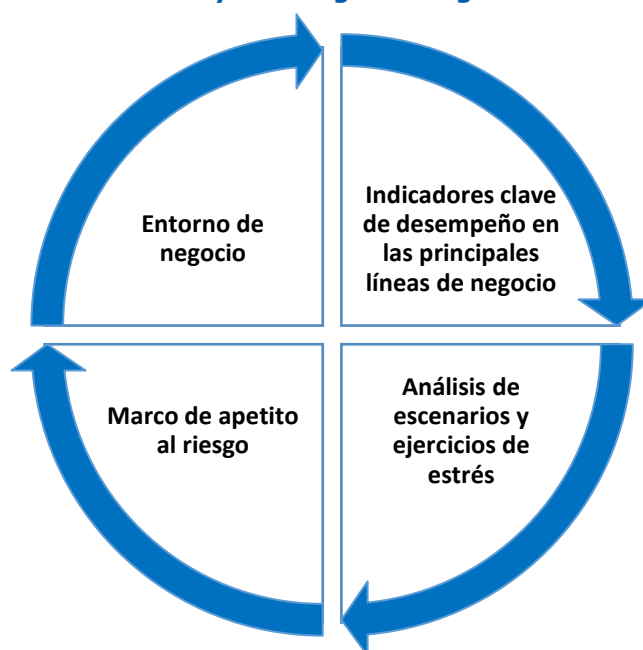 Entorno de
negocio
Indicadores clave
de desempeño en
las principales
líneas de negocio
Marco de apetito
al riesgo
Análisis de
escenarios y
ejercicios de
estrés